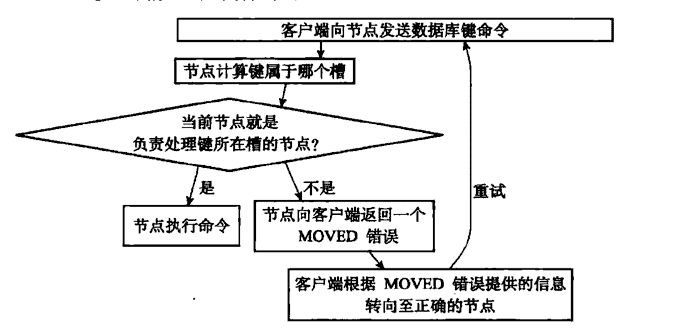 客户端向节点发送数据库键命令
节点计算键属于哪个槽
当前节点就是
负责处理键所在槽的节点?
是
不是
重试
节点执行命令
节点向客户端返回一个
MOVED 错误
客户端根据 MOVED 错误提供的信息
转向至正确的节点